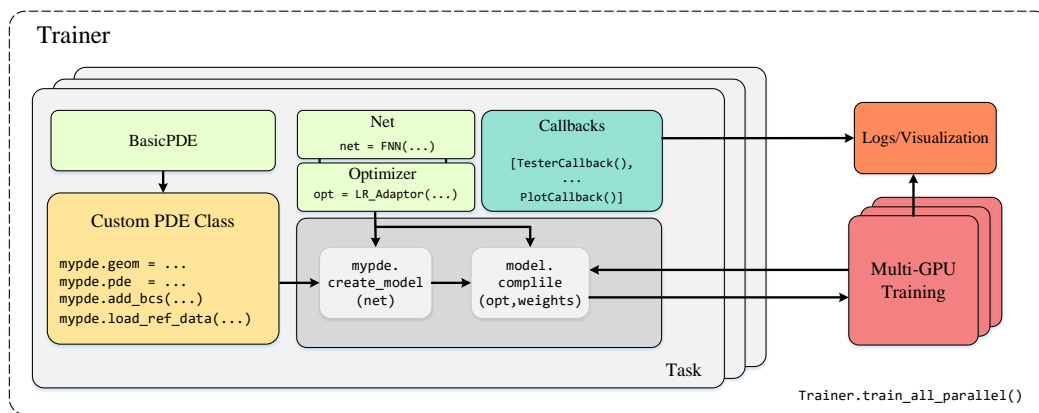 Trainer
BasicPDE
Net
net = FNN(...)
Optimizer
opt = LR_Adaptor(...)
Callbacks
[TesterCallback(),
...
PlotCallback()]
Logs/Visualization
Custom PDE Class
mypde.geom = ...
mypde.pde  = ...
mypde.add_bcs(...)
mypde.load_ref_data(...)
mypde.
create_model
(net)
model.
complile
(opt,weights)
Multi-GPU
Training
Task
Trainer.train_all_parallel()